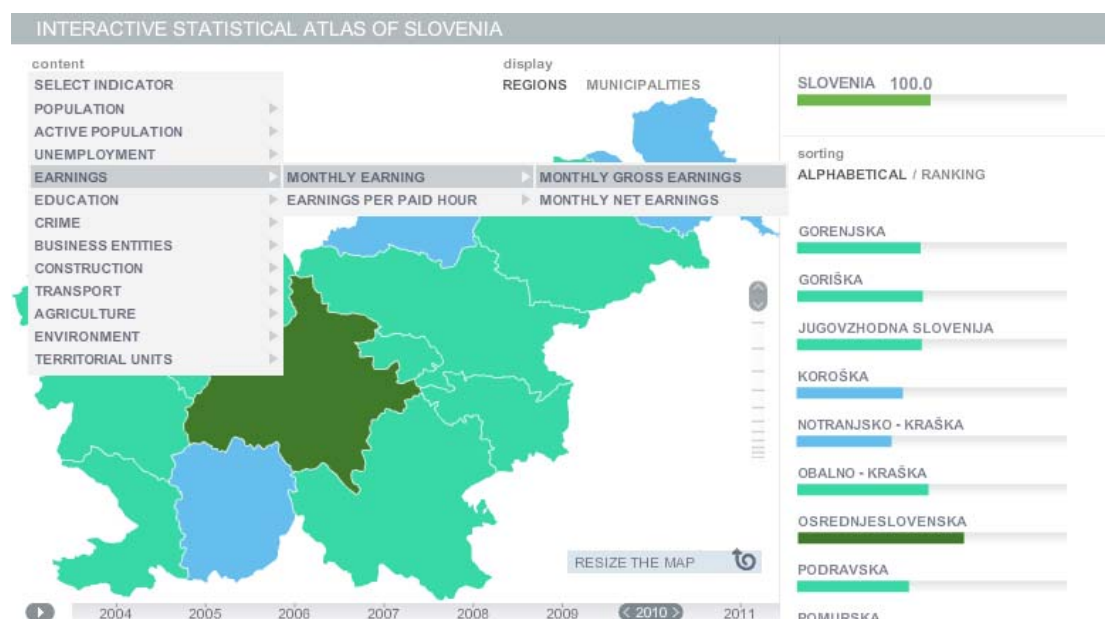 INTERACTIVE STATISTICAL ATLAS OF SLOVENIA
content
SELECT INDICATOR
POPULATION
ACTIVE POPULATION
UNEMPLOYMENT
EARNINGS
EDUCATION
CRIME
BUSINESS ENTITIES
CONSTRUCTION
TRANSPORT
AGRICULTURE
ENVIRONMENT
TERRITORIAL UNITS
MONTHLY EARNING
EARNINGS PER PAID HOUR
MONTHLY GROSS EARNINGS
MONTHLY NET EARNINGS
display
REGIONS MUNICIPALITIES
RESIZE THE MAP
2004 2005 2006 2007 2008 2009 2010 2011
SLOVENIA 100.0
sorting
ALPHABETICAL / RANKING
GORENJSKA
GORIŠKA
JUGOVZHODNA SLOVENIJA
KOROŠKA
NOTRANJSKO - KRAŠKA
OBALNO - KRAŠKA
OSREDNJESLOVENSKA
PODRAVSKA
POMURSKA